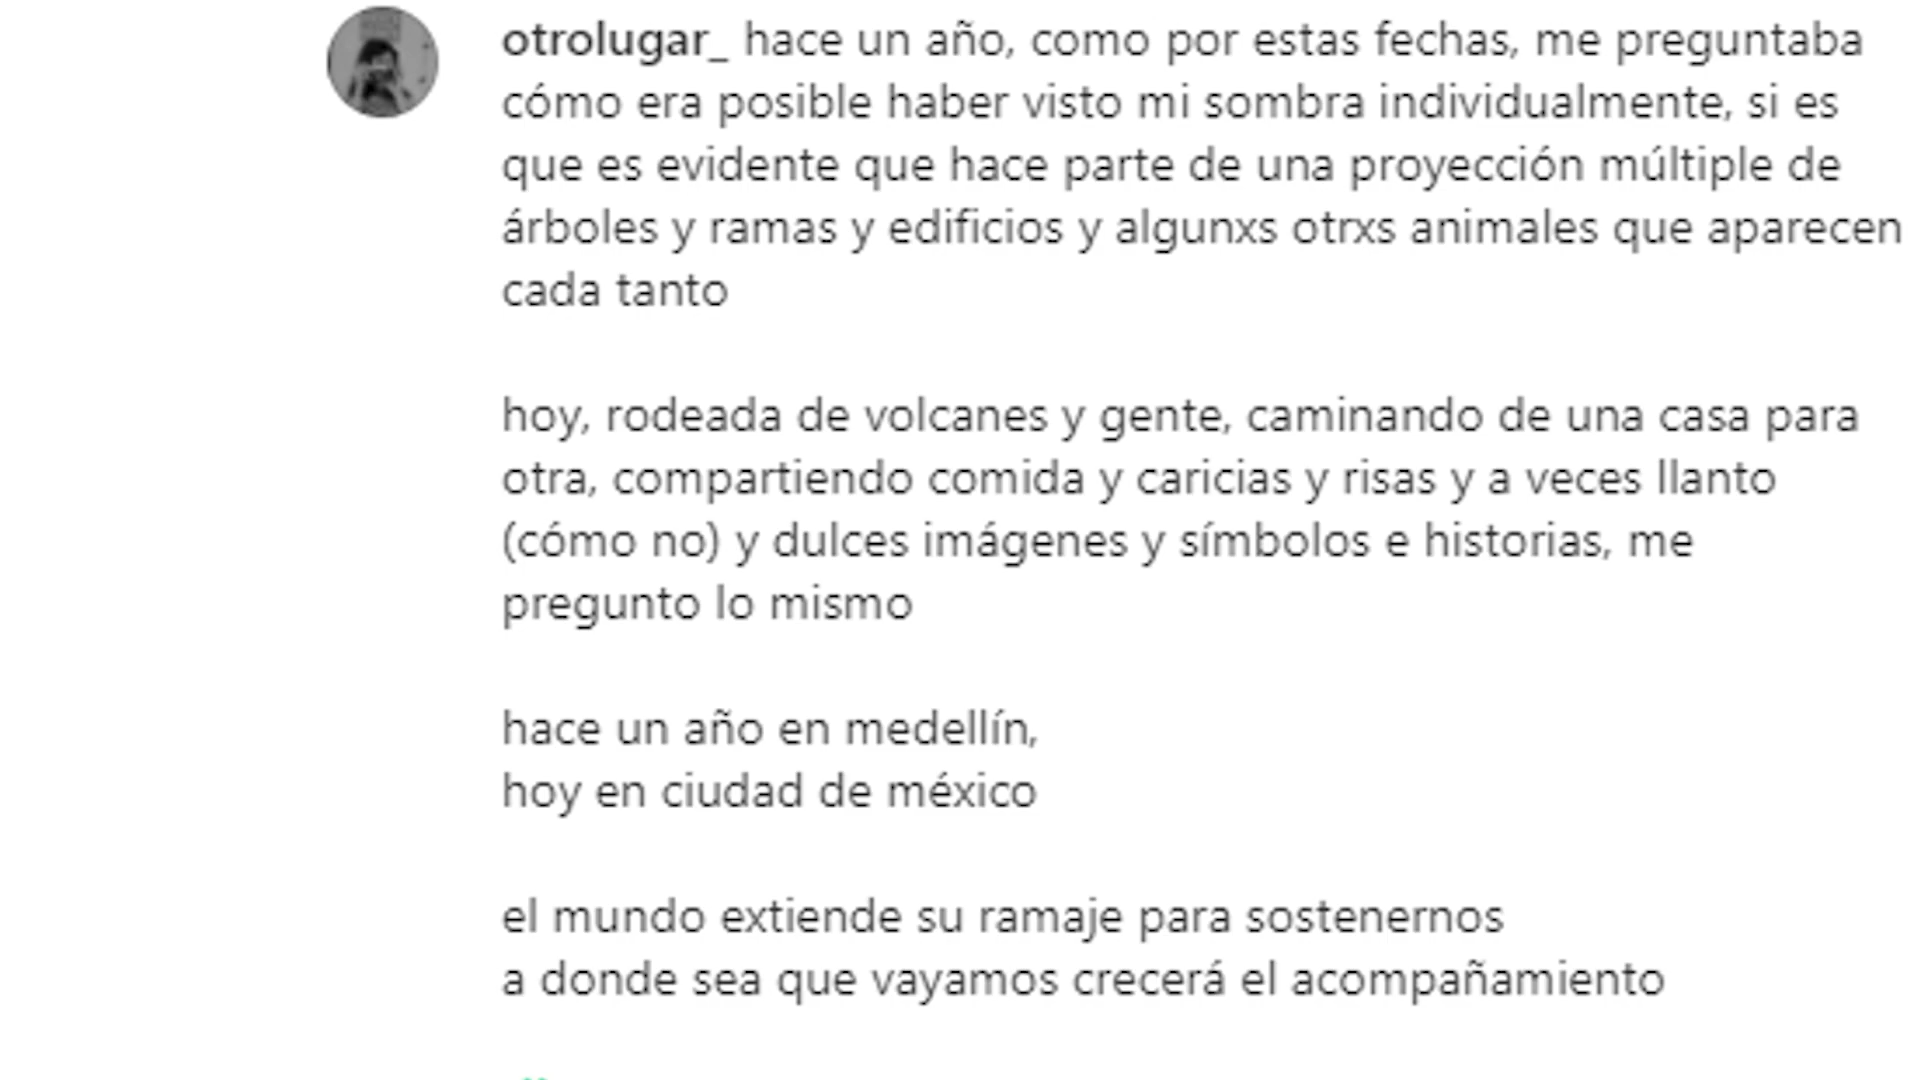 otrolugar_ hace un año, como por estas fechas, me preguntaba
cómo era posible haber visto mi sombra individualmente, si es
que es evidente que hace parte de una proyección múltiple de
árboles y ramas y edificios y algunxs otrxs animales que aparecen
cada tanto
hoy, rodeada de volcanes y gente, caminando de una casa para
otra, compartiendo comida y caricias y risas y a veces llanto
(cómo no) y dulces imágenes y símbolos e historias, me
pregunto lo mismo
hace un año en medellín,
hoy en ciudad de méxico
el mundo extiende su ramaje para sostenernos
a donde sea que vayamos crecerá el acompañamiento